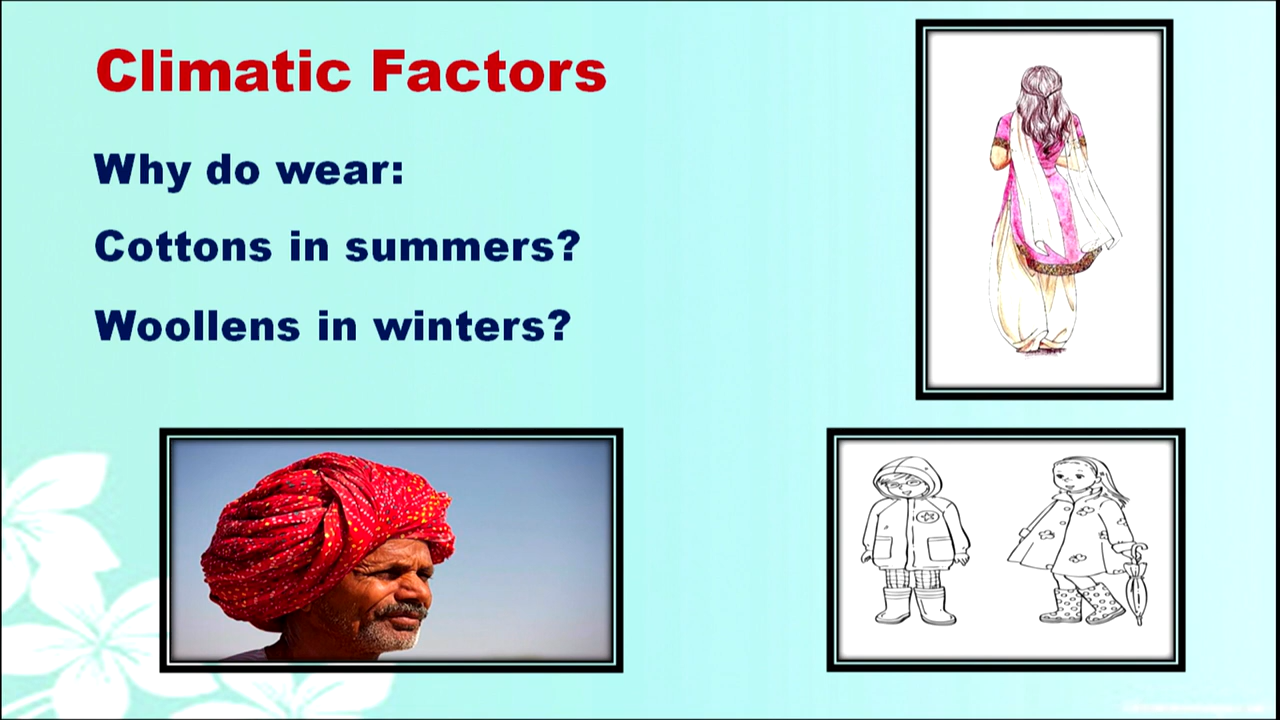 Climatic Factors
Why do wear:
Cottons in summers?
Woollens in winters?